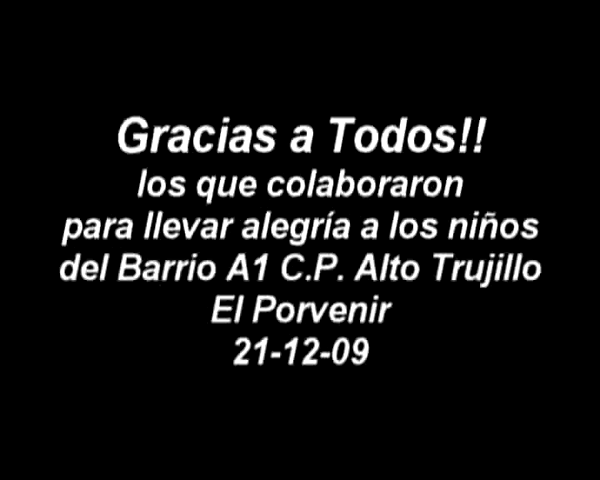 Gracias a Todos!!
los que colaboraron
para llevar alegría a los niños
del Barrio A1 C.P. Alto Trujillo
El Porvenir
21-12-09